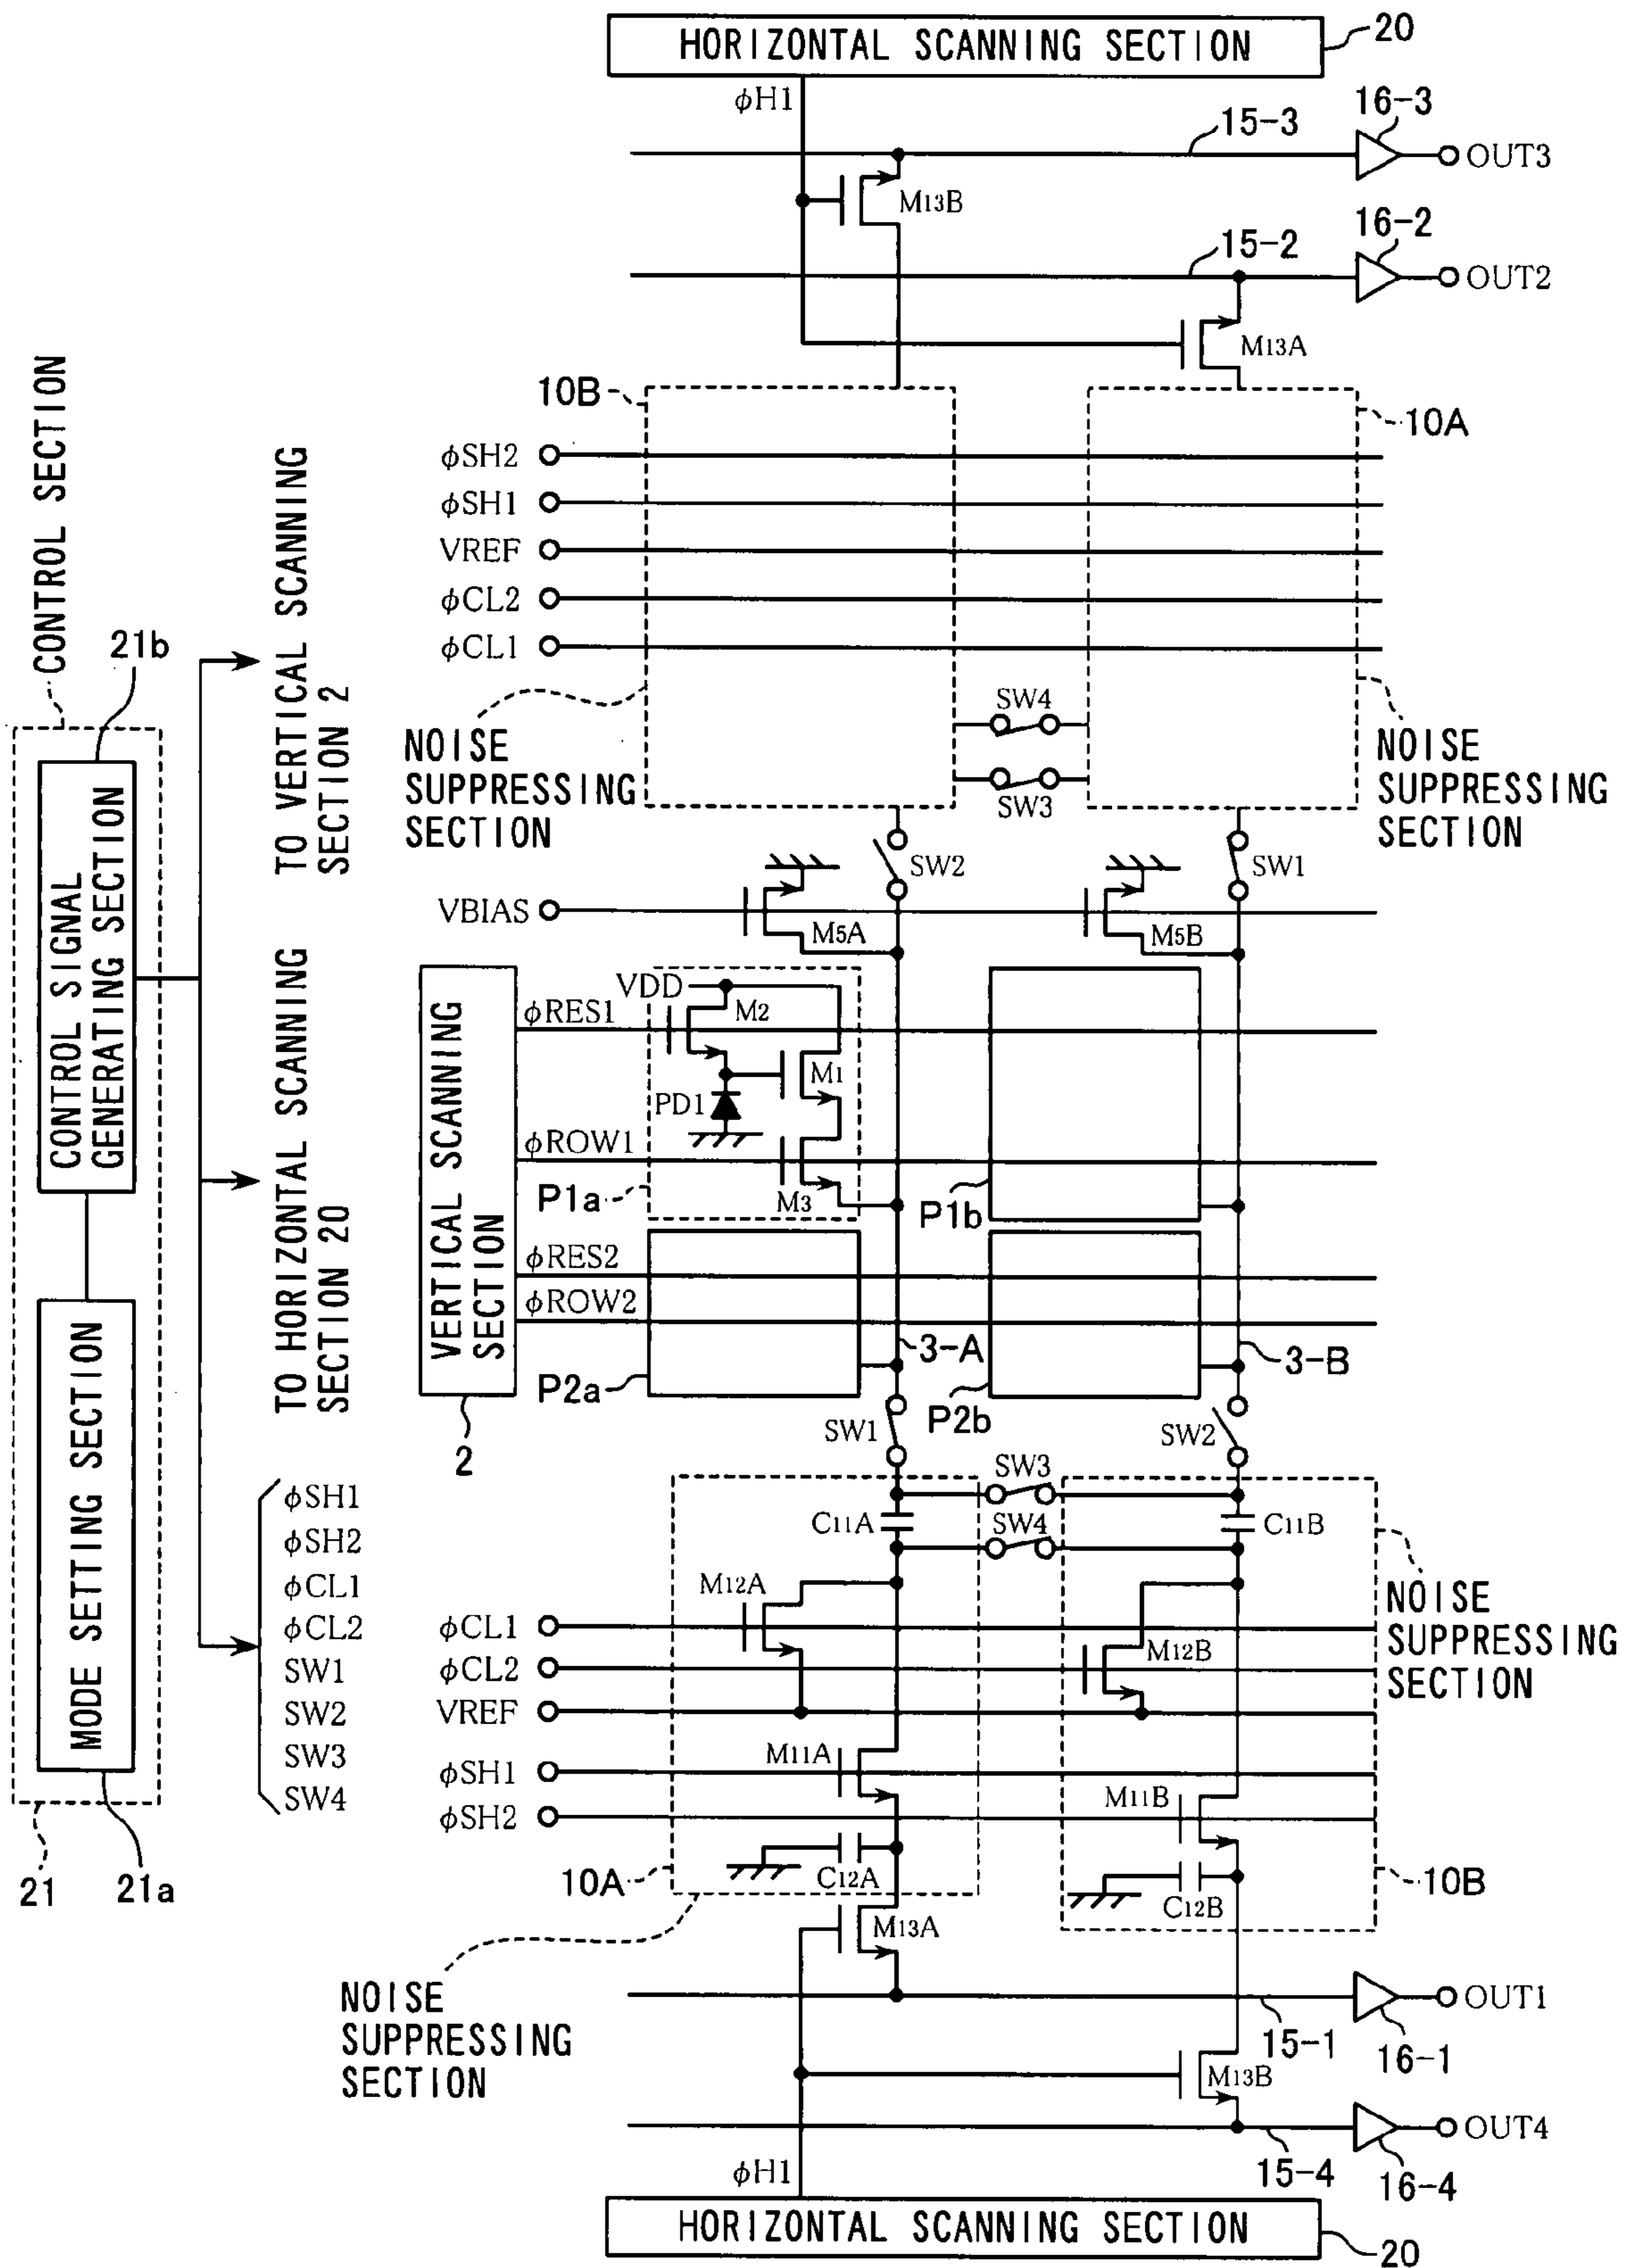 HORIZONTAL SCANNING SECTION
20
φH1
15-3
16-3
OUT3
M13B
15-2
16-2
OUT2
M13A
10B
10A
φSH2
φSH1
VREF
φCL2
φCL1
SW4
SW3
NOISE
SUPPRESSING
SECTION
NOISE
SUPPRESSING
SECTION
SW2
SW1
VBIAS
M5A
M5B
CONTROL SECTION
21b
CONTROL SIGNAL
GENERATING SECTION
MODE SETTING SECTION
21
21a
TO VERTICAL SCANNING
SECTION 2
TO HORIZONTAL SCANNING
SECTION 20
φSH1
φSH2
φCL1
φCL2
SW1
SW2
SW3
SW4
VERTICAL SCANNING
SECTION
2
VDD
φRES1
M2
M1
PD1
φROW1
M3
P1a
P1b
φRES2
φROW2
3-A
3-B
P2a
P2b
SW1
SW2
SW3
C11A
SW4
C11B
M12A
φCL1
φCL2
M12B
VREF
NOISE
SUPPRESSING
SECTION
M11A
φSH1
M11B
φSH2
10A
C12A
C12B
10B
M13A
NOISE
SUPPRESSING
SECTION
OUT1
15-1
16-1
M13B
OUT4
15-4
16-4
φH1
HORIZONTAL SCANNING SECTION
20